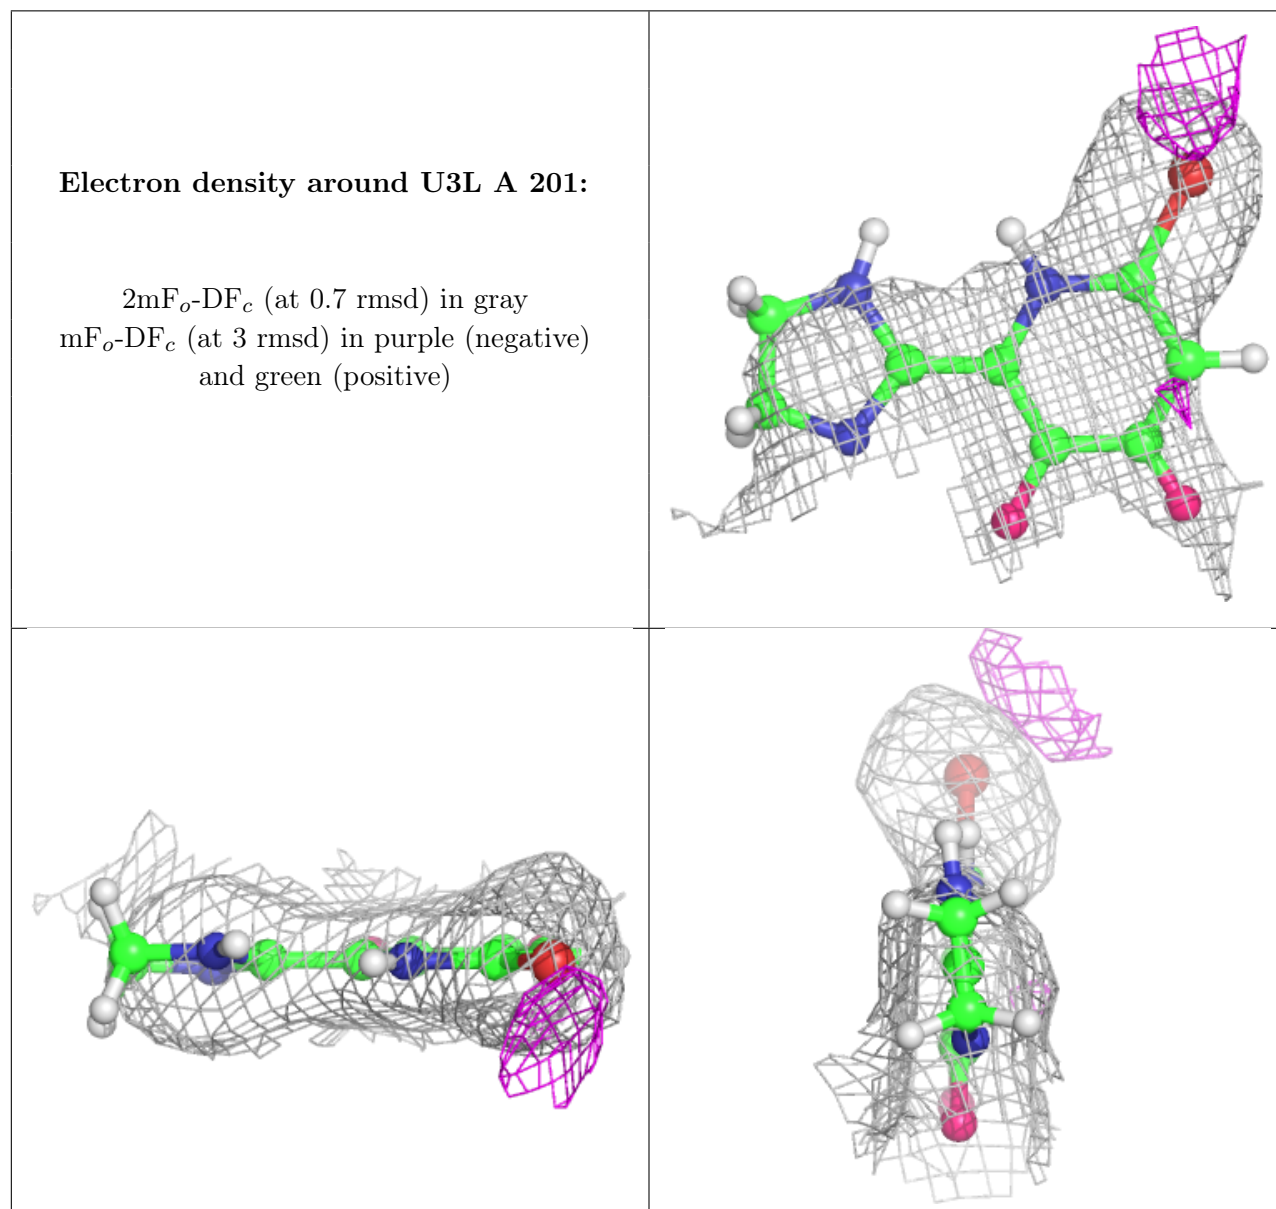 Electron density around U3L A 201:
2mFₒ-DF𝑐 (at 0.7 rmsd) in gray
mFₒ-DF𝑐 (at 3 rmsd) in purple (negative)
and green (positive)